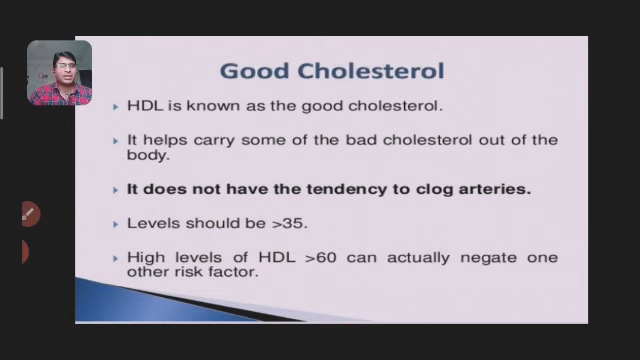 Good Cholesterol
HDL is known as the good cholesterol.
It helps carry some of the bad cholesterol out of the
body.
It does not have the tendency to clog arteries.
Levels should be >35.
High levels of HDL >60 can actually negate one
other risk factor.